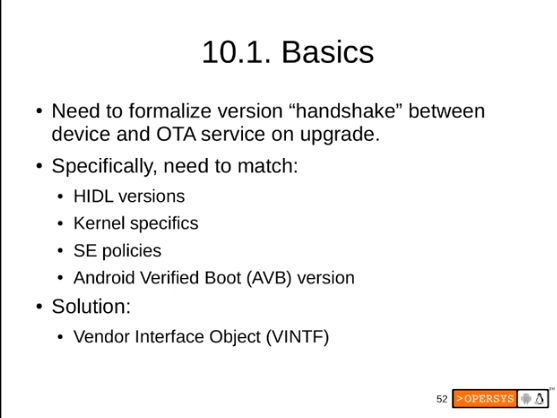 10.1. Basics
• Need to formalize version “handshake” between
device and OTA service on upgrade.
• Specifically, need to match:
• HIDL versions
• Kernel specifics
• SE policies
• Android Verified Boot (AVB) version
• Solution:
• Vendor Interface Object (VINTF)
52 >OPERSYS ™